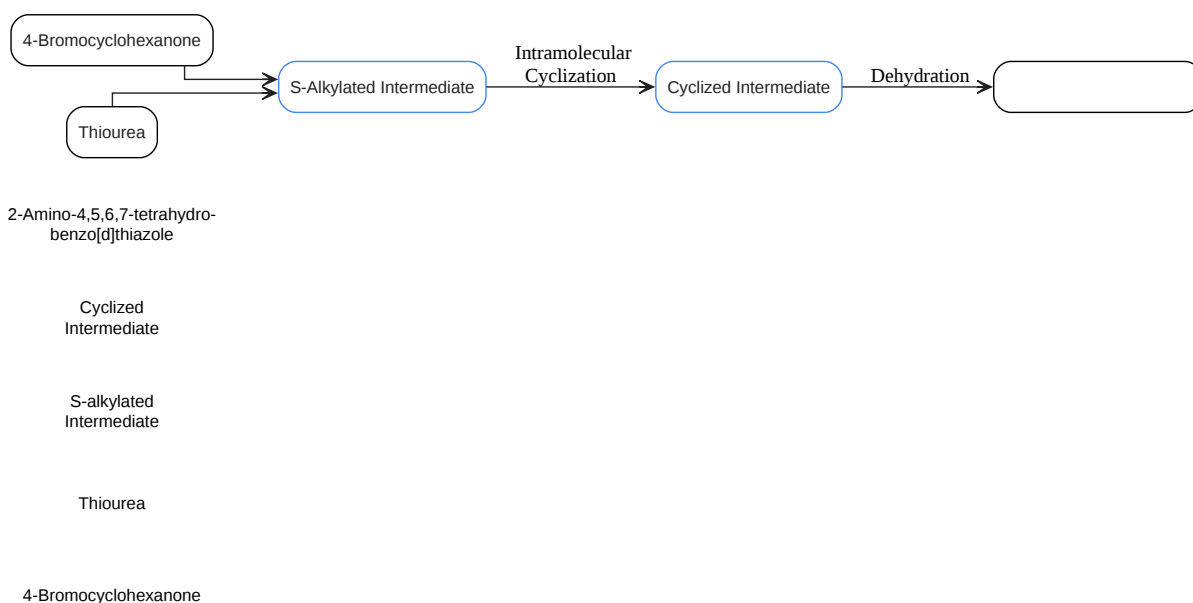 4-Bromocyclohexanone
Intramolecular
Cyclization
Dehydration
S-Alkylated Intermediate
Cyclized Intermediate
Thiourea
2-Amino-4,5,6,7-tetrahydro-
benzo[d]thiazole
Cyclized
Intermediate
S-alkylated
Intermediate
Thiourea
4-Bromocyclohexanone